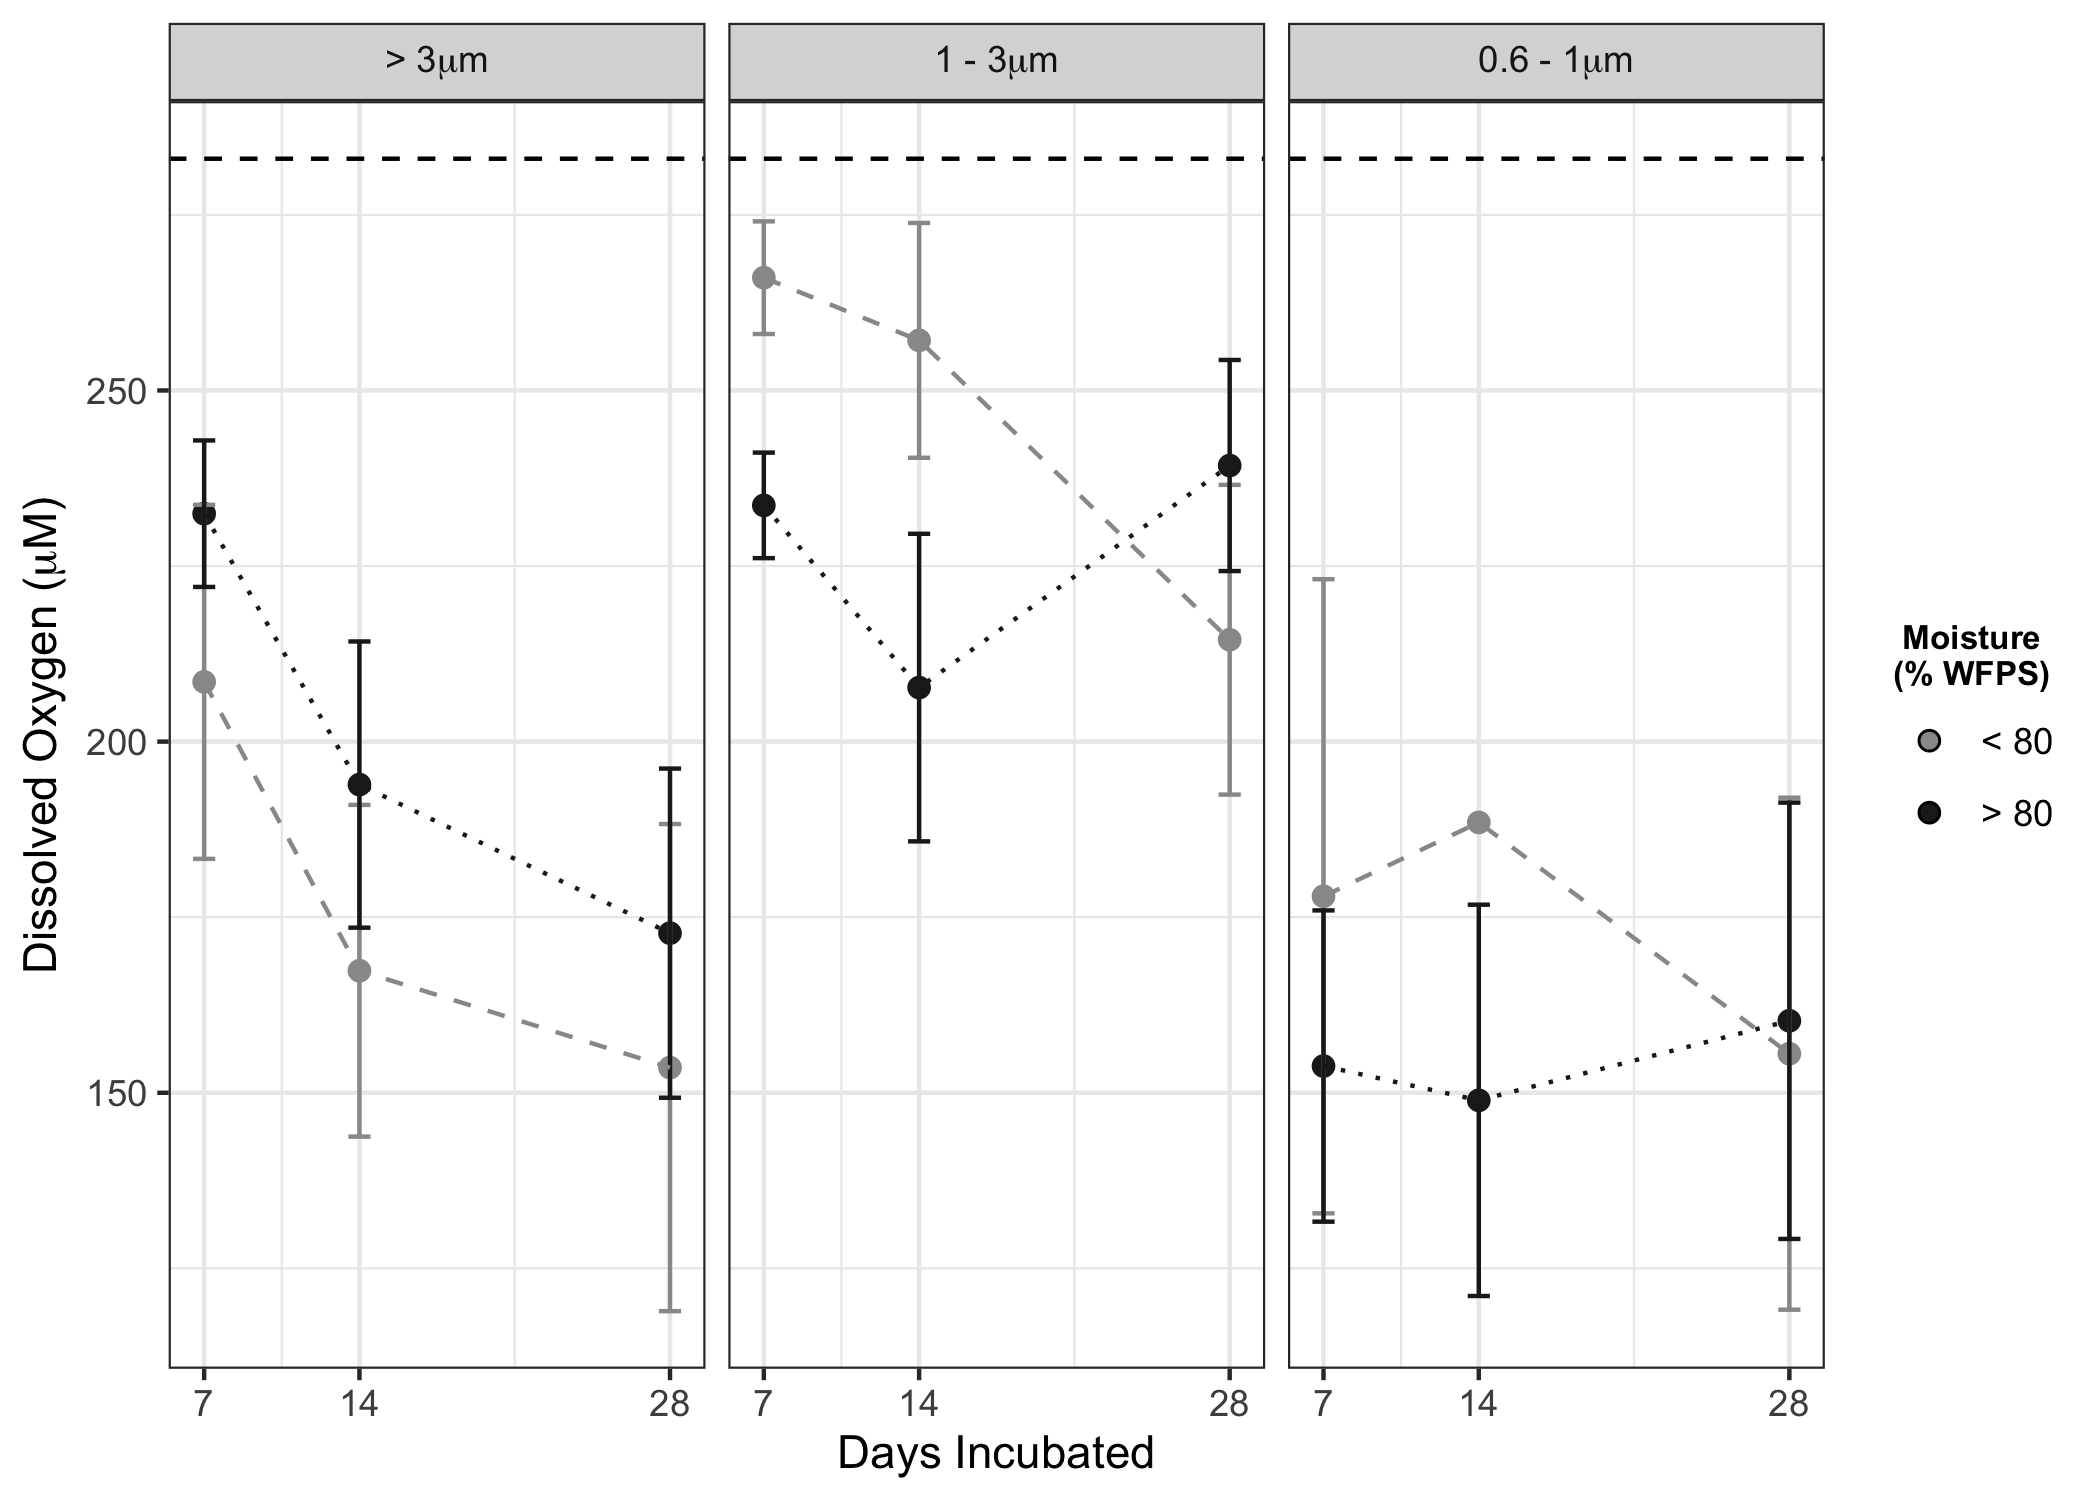 > 3μm
1 - 3μm
0.6 - 1μm
Dissolved Oxygen (μM)
250
200
150
7
14
28
7
14
28
7
14
28
Days Incubated
Moisture
(% WFPS)
< 80
> 80